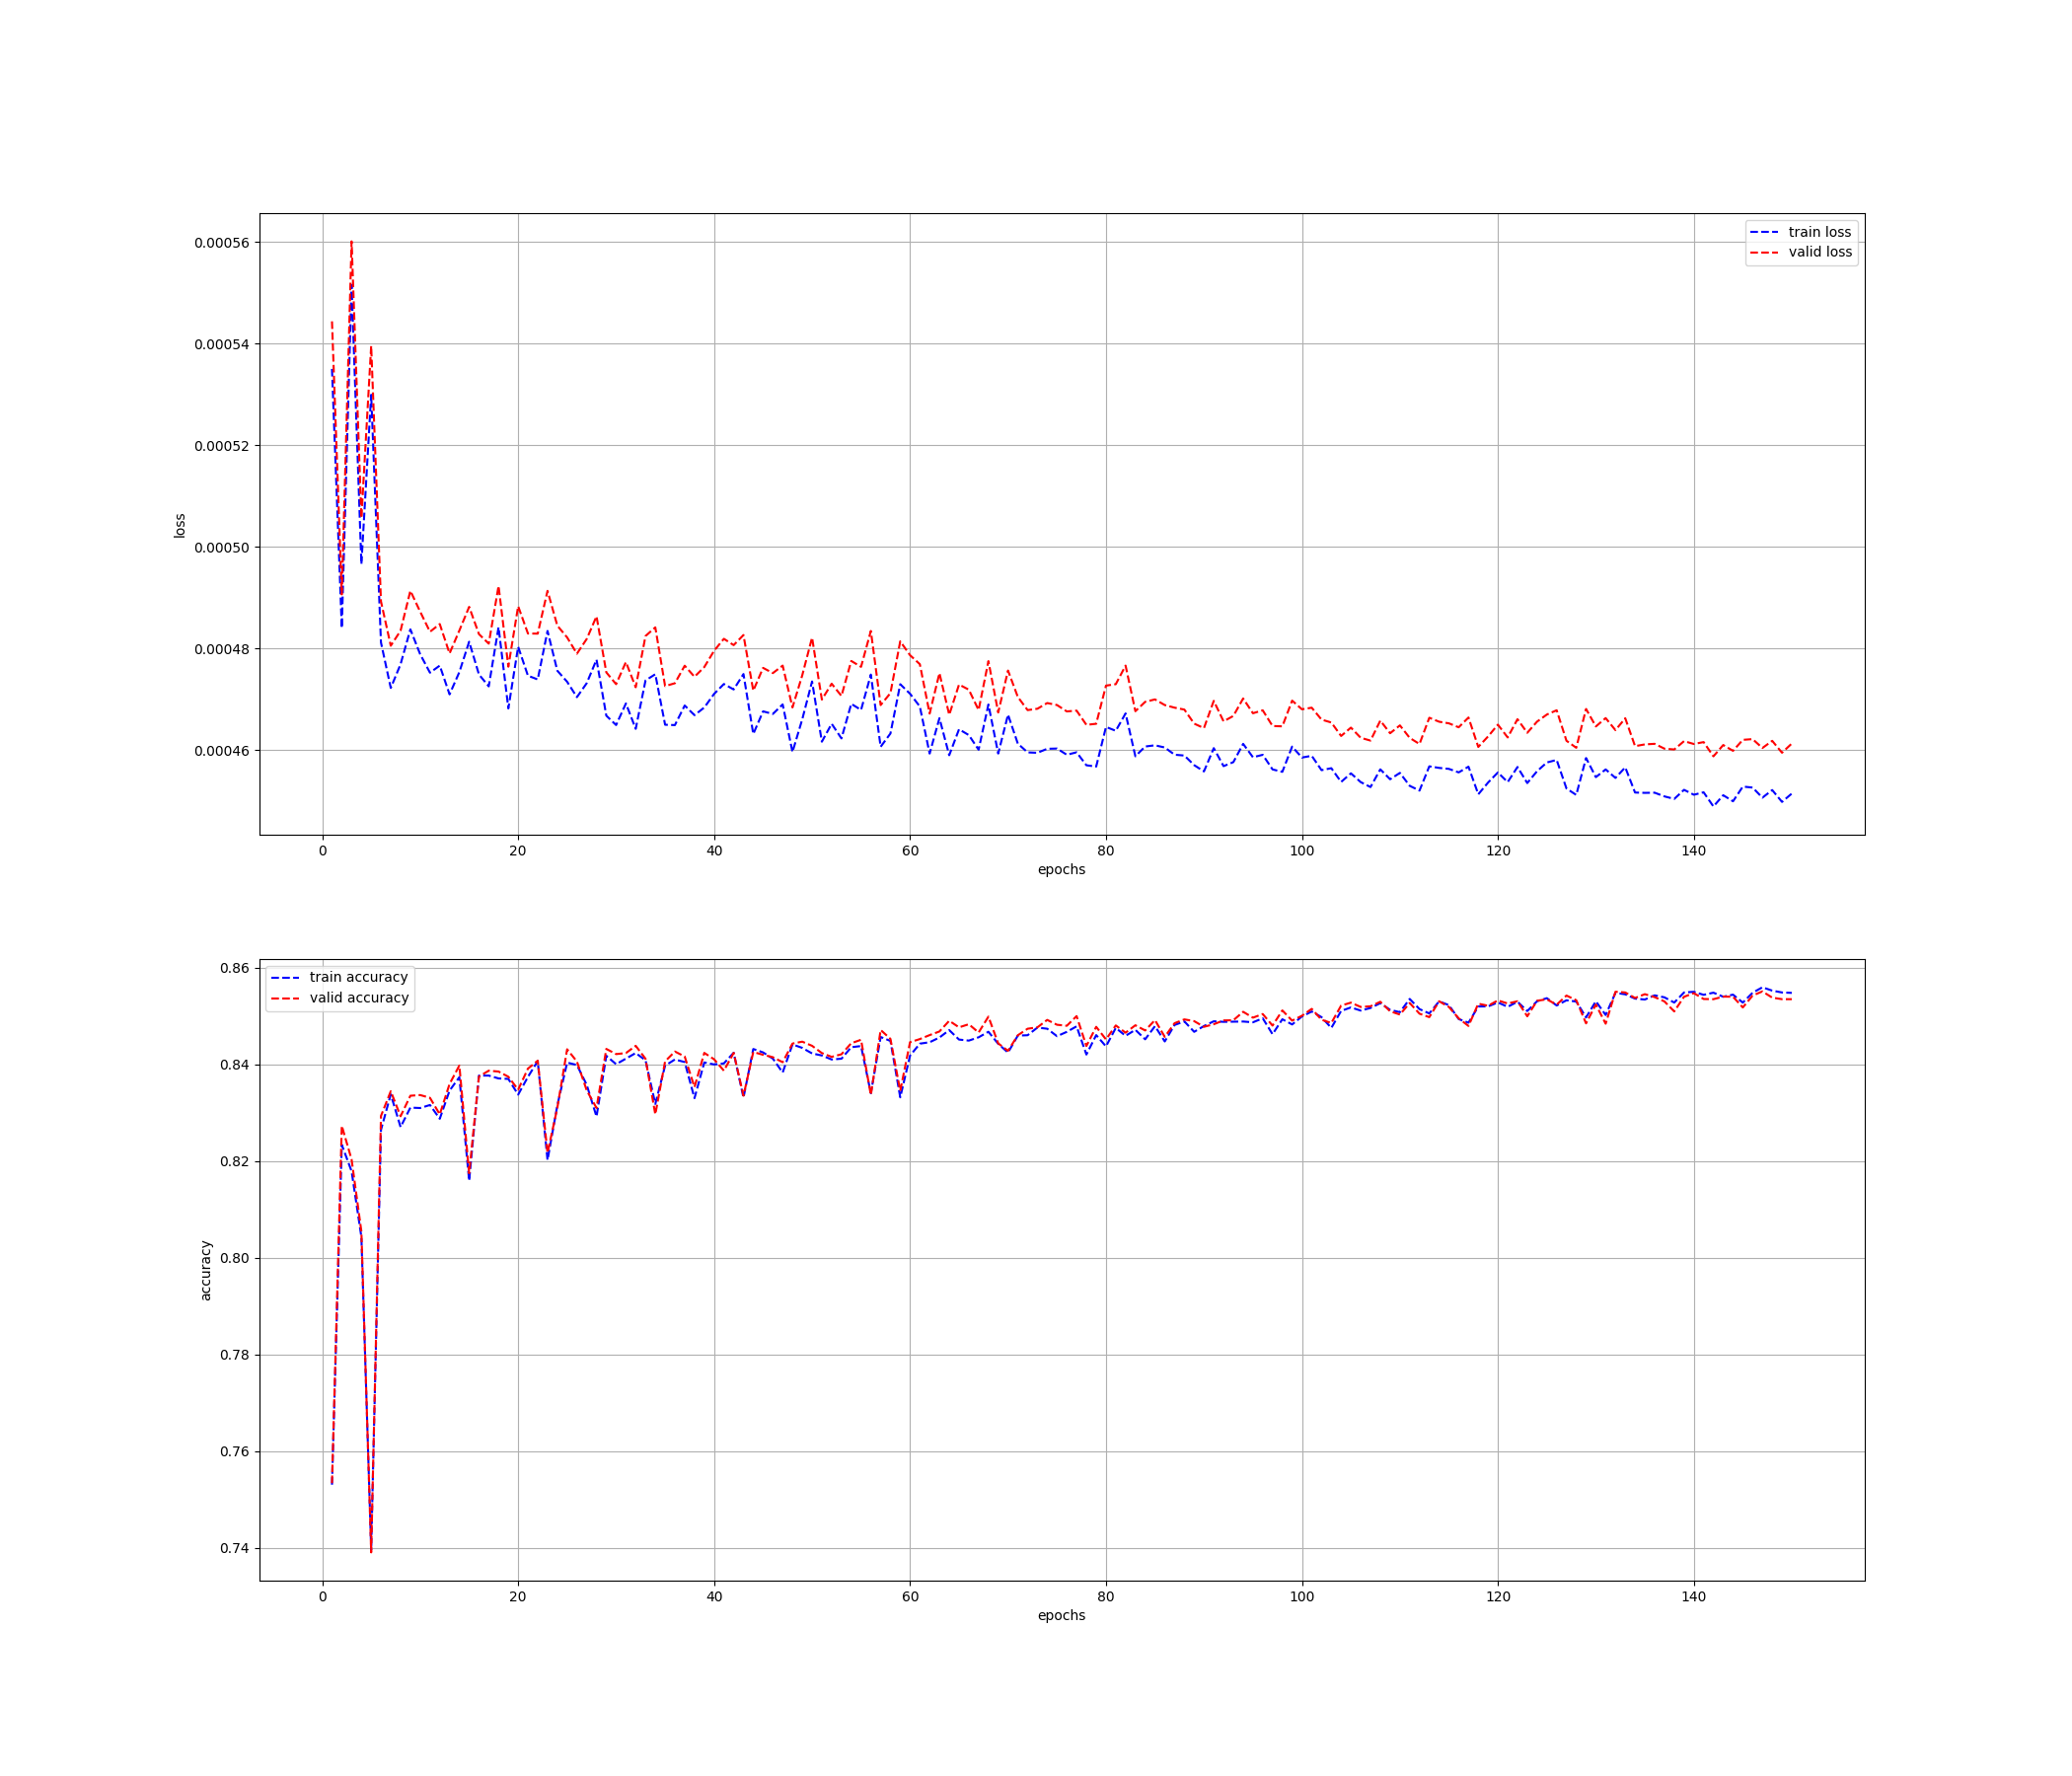 0.00056
0.00054
0.00052
0.00050
0.00048
0.00046
loss
train loss
valid loss
0 20 40 60 80 100 120 140
epochs
0.86
0.84
0.82
0.80
0.78
0.76
0.74
accuracy
train accuracy
valid accuracy
0 20 40 60 80 100 120 140
epochs